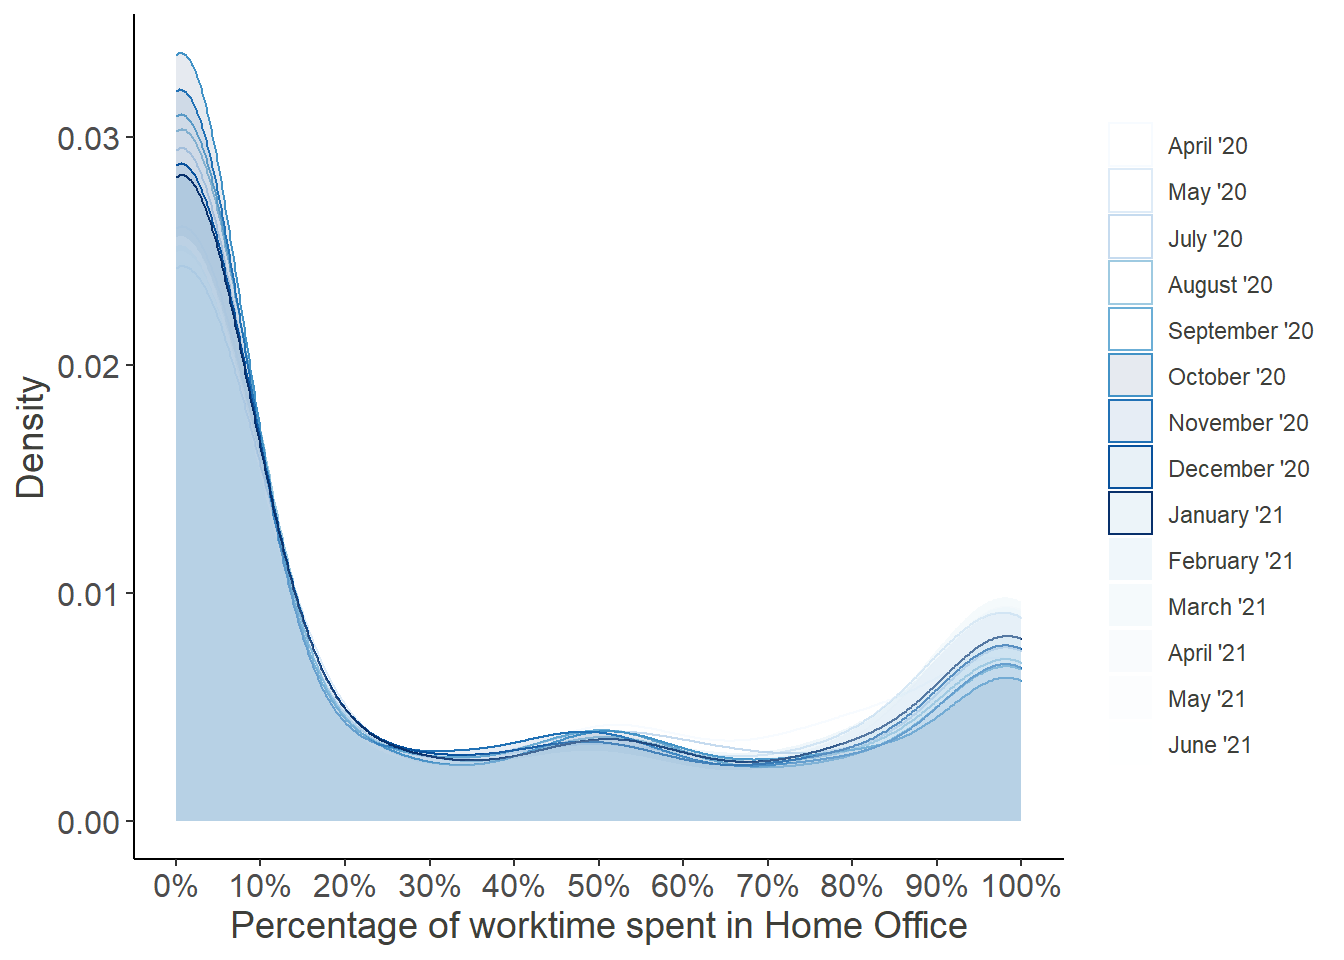 0.03
0.02
0.01
0.00
Density
0%
10%
20%
30%
40%
50%
60%
70%
80%
90%
100%
Percentage of worktime spent in Home Office
April '20
May '20
July '20
August '20
September '20
October '20
November '20
December '20
January '21
February '21
March '21
April '21
May '21
June '21